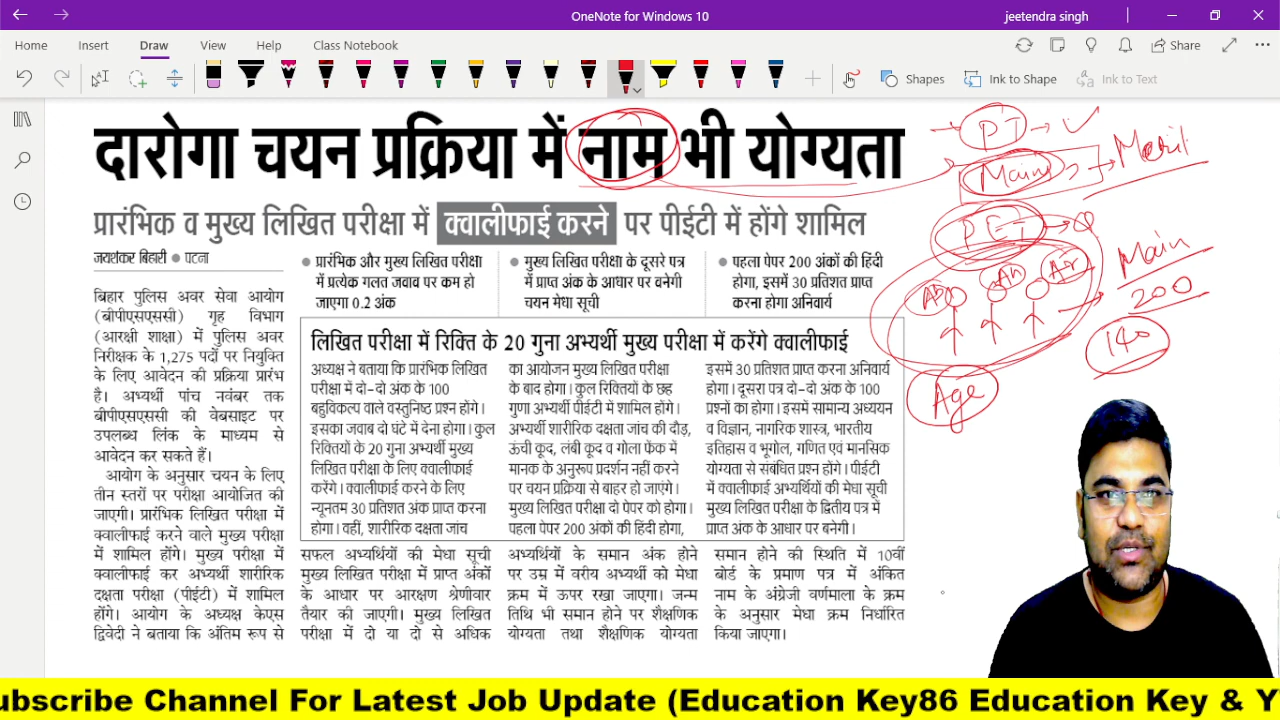 OneNote for Windows 10
jeetendra singh
Home Insert Draw View Help Class Notebook
Share
Shapes Ink to Shape Ink to Text
दारोगा चयन प्रक्रिया में नाम भी योग्यता
प्रारंभिक व मुख्य लिखित परीक्षा में क्वालीफाई करने पर पीईटी में होंगे शामिल
जयशंकर बिहारी ● पटना
बिहार पुलिस अवर सेवा आयोग
(बीपीएसएससी) गृह विभाग
(आरक्षी शाखा) में पुलिस अवर
निरीक्षक के 1,275 पदों पर नियुक्ति
के लिए आवेदन की प्रक्रिया प्रारंभ
है। अभ्यर्थी पांच नवंबर तक
बीपीएसएससी की वेबसाइट पर
उपलब्ध लिंक के माध्यम से
आवेदन कर सकते हैं।
आयोग के अनुसार चयन के लिए
तीन स्तरों पर परीक्षा आयोजित की
जाएगी। प्रारंभिक लिखित परीक्षा में
क्वालीफाई करने वाले मुख्य परीक्षा
में शामिल होंगे। मुख्य परीक्षा में
क्वालीफाई कर अभ्यर्थी शारीरिक
दक्षता परीक्षा (पीईटी) में शामिल
होंगे। आयोग के अध्यक्ष केएस
द्विवेदी ने बताया कि अंतिम रूप से
● प्रारंभिक और मुख्य लिखित परीक्षा
में प्रत्येक गलत जवाब पर कम हो
जाएगा 0.2 अंक
● मुख्य लिखित परीक्षा के दूसरे पत्र
में प्राप्त अंक के आधार पर बनेगी
चयन मेधा सूची
● पहला पेपर 200 अंकों की हिंदी
होगा, इसमें 30 प्रतिशत प्राप्त
करना होगा अनिवार्य
लिखित परीक्षा में रिक्ति के 20 गुना अभ्यर्थी मुख्य परीक्षा में करेंगे क्वालीफाई
अध्यक्ष ने बताया कि प्रारंभिक लिखित
परीक्षा में दो-दो अंक के 100
बहुविकल्प वाले वस्तुनिष्ठ प्रश्न होंगे।
इसका जवाब दो घंटे में देना होगा। कुल
रिक्तियों के 20 गुना अभ्यर्थी मुख्य
लिखित परीक्षा के लिए क्वालीफाई
करेंगे। क्वालीफाई करने के लिए
न्यूनतम 30 प्रतिशत अंक प्राप्त करना
होगा। वहीं, शारीरिक दक्षता जांच
का आयोजन मुख्य लिखित परीक्षा
के बाद होगा। कुल रिक्तियों के छह
गुणा अभ्यर्थी पीईटी में शामिल होंगे।
अभ्यर्थी शारीरिक दक्षता जांच की दौड़,
ऊंची कूद, लंबी कूद व गोला फेंक में
मानक के अनुरूप प्रदर्शन नहीं करने
पर चयन प्रक्रिया से बाहर हो जाएंगे।
मुख्य लिखित परीक्षा दो पेपर को होगा।
पहला पेपर 200 अंकों की हिंदी होगा,
इसमें 30 प्रतिशत प्राप्त करना अनिवार्य
होगा। दूसरा पत्र दो-दो अंक के 100
प्रश्नों का होगा। इसमें सामान्य अध्ययन
व विज्ञान, नागरिक शास्त्र, भारतीय
इतिहास व भूगोल, गणित एवं मानसिक
योग्यता से संबंधित प्रश्न होंगे। पीईटी
में क्वालीफाई अभ्यर्थियों की मेधा सूची
मुख्य लिखित परीक्षा के द्वितीय पत्र में
प्राप्त अंक के आधार पर बनेगी।
सफल अभ्यर्थियों की मेधा सूची
मुख्य लिखित परीक्षा में प्राप्त अंकों
के आधार पर आरक्षण श्रेणीवार
तैयार की जाएगी। मुख्य लिखित
परीक्षा में दो या दो से अधिक
अभ्यर्थियों के समान अंक होने
पर उम्र में वरीय अभ्यर्थी को मेधा
क्रम में ऊपर रखा जाएगा। जन्म
तिथि भी समान होने पर शैक्षणिक
योग्यता तथा शैक्षणिक योग्यता
समान होने की स्थिति में 10वीं
बोर्ड के प्रमाण पत्र में अंकित
नाम के अंग्रेजी वर्णमाला के क्रम
के अनुसार मेधा क्रम निर्धारित
किया जाएगा।
PT
Mains Merit
PET Q
Main
200
140
Age
ubscribe Channel For Latest Job Update (Education Key86 Education Key & Y